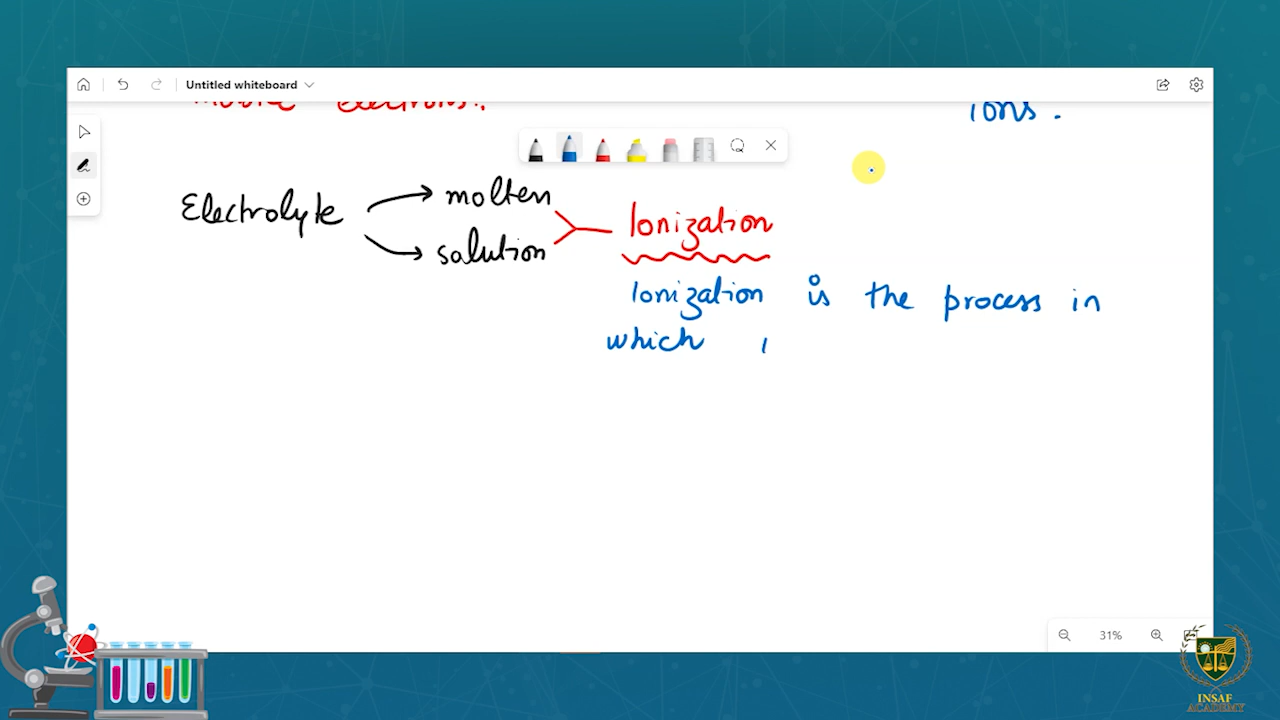 Untitled whiteboard
ions.
Electrolyte
molten
solution
Ionization
Ionization is the process in
which
31%
INSAF
ACADEMY